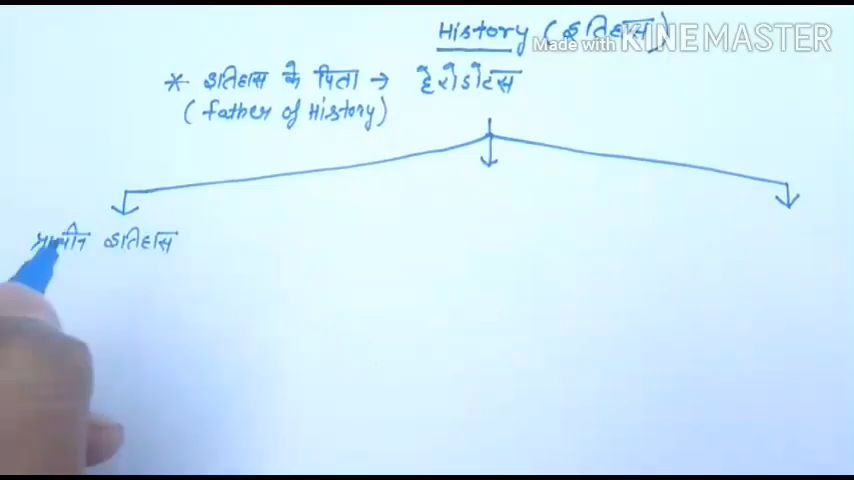 History (इतिहास)
Made with KINEMASTER
* इतिहास के पिता → हेरोडोटस
(father of History)
प्राचीन इतिहास